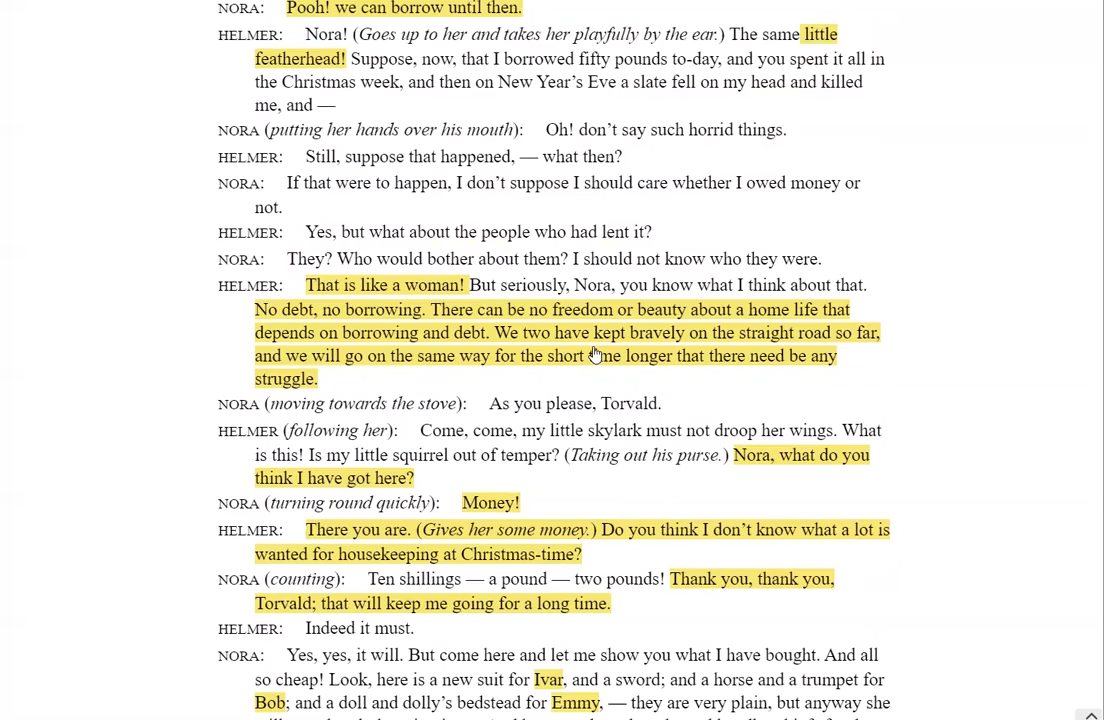 NORA: Pooh! we can borrow until then.
HELMER: Nora! (Goes up to her and takes her playfully by the ear.) The same little
featherhead! Suppose, now, that I borrowed fifty pounds to-day, and you spent it all in
the Christmas week, and then on New Year's Eve a slate fell on my head and killed
me, and —
NORA (putting her hands over his mouth): Oh! don't say such horrid things.
HELMER: Still, suppose that happened, — what then?
NORA: If that were to happen, I don't suppose I should care whether I owed money or
not.
HELMER: Yes, but what about the people who had lent it?
NORA: They? Who would bother about them? I should not know who they were.
HELMER: That is like a woman! But seriously, Nora, you know what I think about that.
No debt, no borrowing. There can be no freedom or beauty about a home life that
depends on borrowing and debt. We two have kept bravely on the straight road so far,
and we will go on the same way for the short me longer that there need be any
struggle.
NORA (moving towards the stove): As you please, Torvald.
HELMER (following her): Come, come, my little skylark must not droop her wings. What
is this! Is my little squirrel out of temper? (Taking out his purse.) Nora, what do you
think I have got here?
NORA (turning round quickly): Money!
HELMER: There you are. (Gives her some money.) Do you think I don't know what a lot is
wanted for housekeeping at Christmas-time?
NORA (counting): Ten shillings — a pound — two pounds! Thank you, thank you,
Torvald; that will keep me going for a long time.
HELMER: Indeed it must.
NORA: Yes, yes, it will. But come here and let me show you what I have bought. And all
so cheap! Look, here is a new suit for Ivar, and a sword; and a horse and a trumpet for
Bob; and a doll and dolly's bedstead for Emmy, — they are very plain, but anyway she